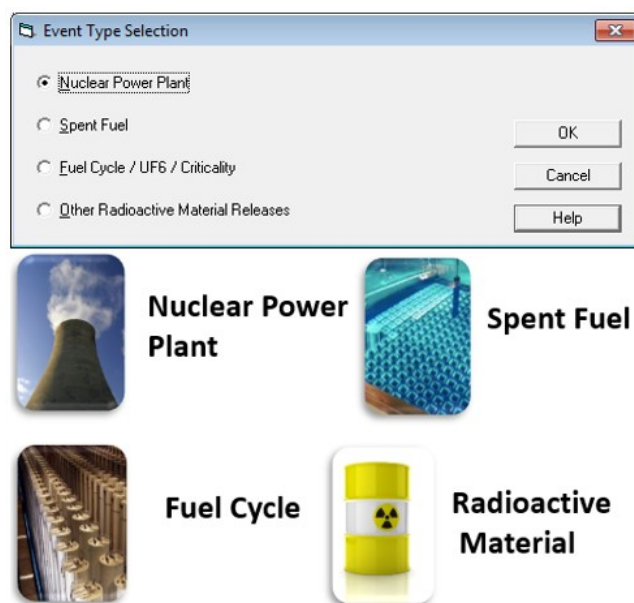 Event Type Selection
Nuclear Power Plant
Spent Fuel
Fuel Cycle / UF6 / Criticality
Other Radioactive Material Releases
OK
Cancel
Help
Nuclear Power
Plant
Spent Fuel
Fuel Cycle
Radioactive
Material